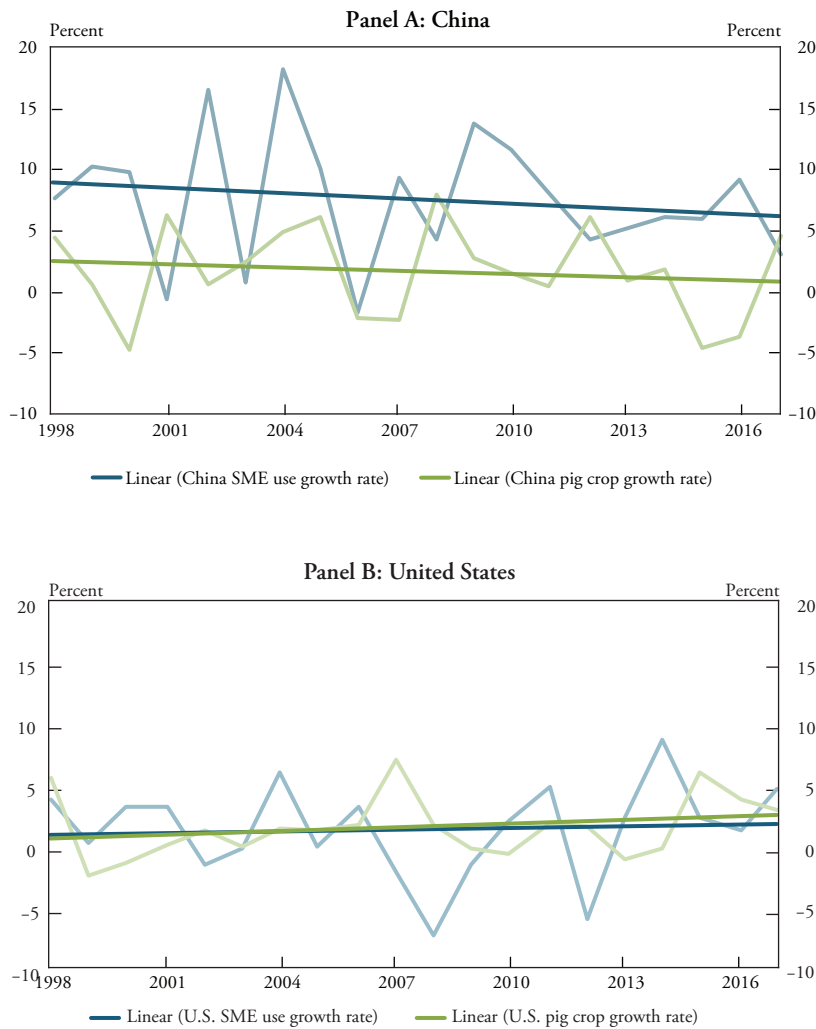 Panel A: China
Percent Percent
20 20
15 15
10 10
5 5
0 0
–5 –5
–10 –10
1998 2001 2004 2007 2010 2013 2016
Linear (China SME use growth rate) Linear (China pig crop growth rate)
Panel B: United States
Percent Percent
20 20
15 15
10 10
5 5
0 0
–5 –5
–10 –10
1998 2001 2004 2007 2010 2013 2016
Linear (U.S. SME use growth rate) Linear (U.S. pig crop growth rate)